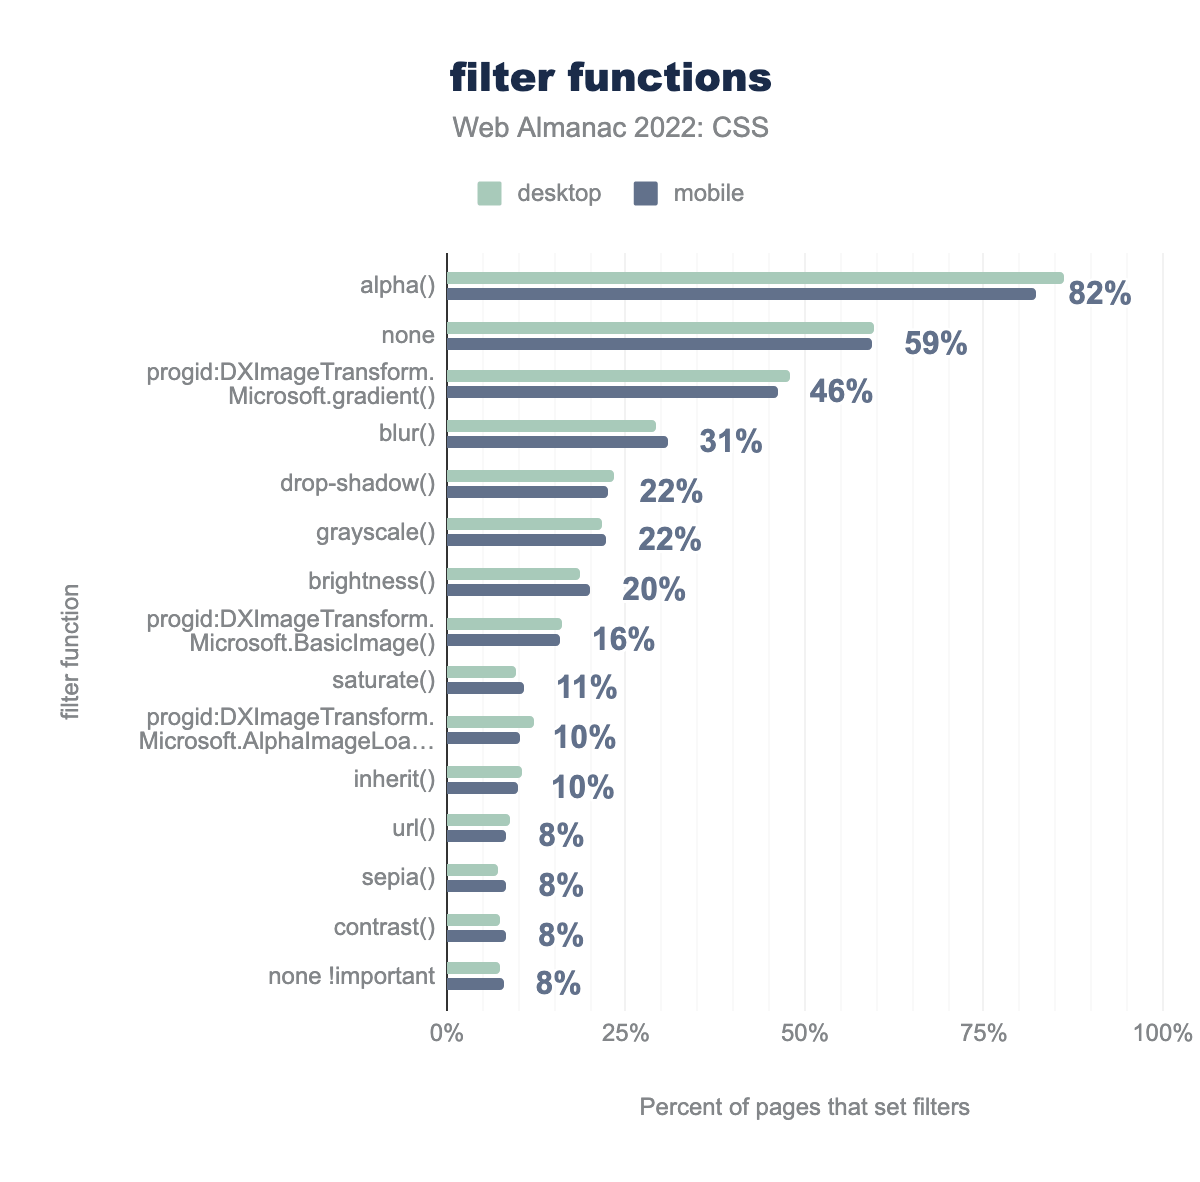 filter functions
Web Almanac 2022: CSS
desktop
mobile
filter function
alpha()
82%
none
59%
progid:DXImageTransform.
Microsoft.gradient()
46%
blur()
31%
drop-shadow()
22%
grayscale()
22%
brightness()
20%
progid:DXImageTransform.
Microsoft.BasicImage()
16%
saturate()
11%
progid:DXImageTransform.
Microsoft.AlphaImageLoa…
10%
inherit()
10%
url()
8%
sepia()
8%
contrast()
8%
none !important
8%
0%
25%
50%
75%
100%
Percent of pages that set filters